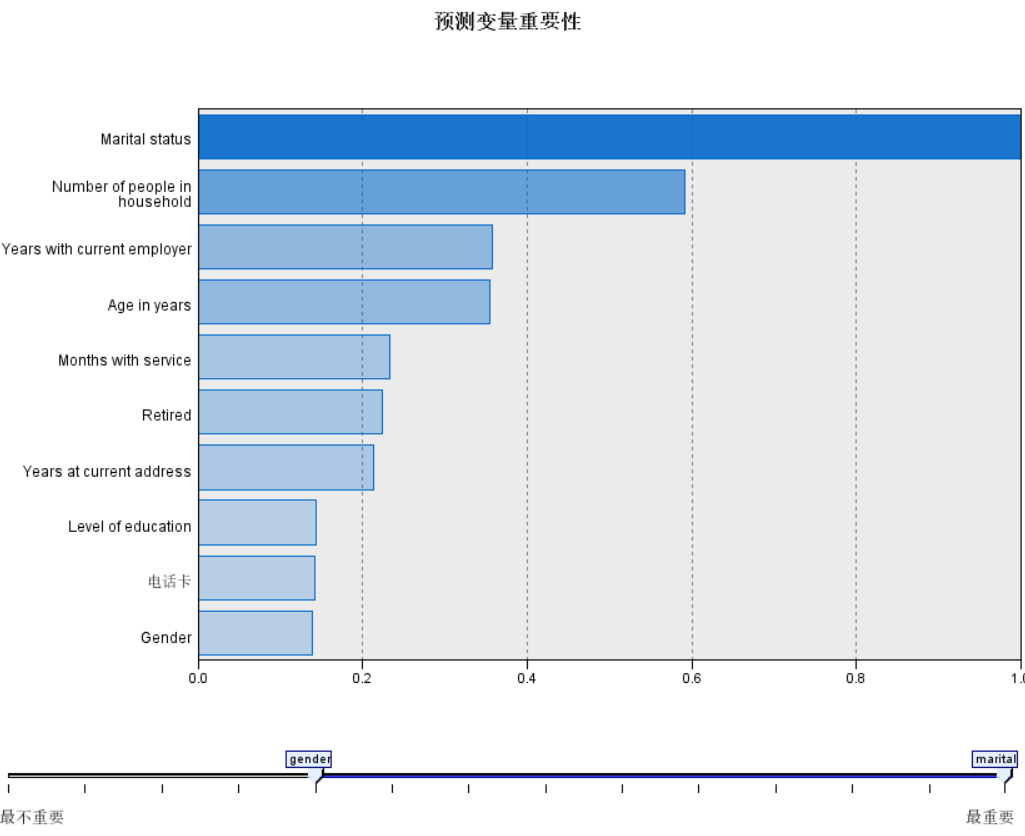 预测变量重要性
Marital status
Number of people in
household
Years with current employer
Age in years
Months with service
Retired
Years at current address
Level of education
电话卡
Gender
0.0 0.2 0.4 0.6 0.8 1.0
gender marital
最不重要 最重要